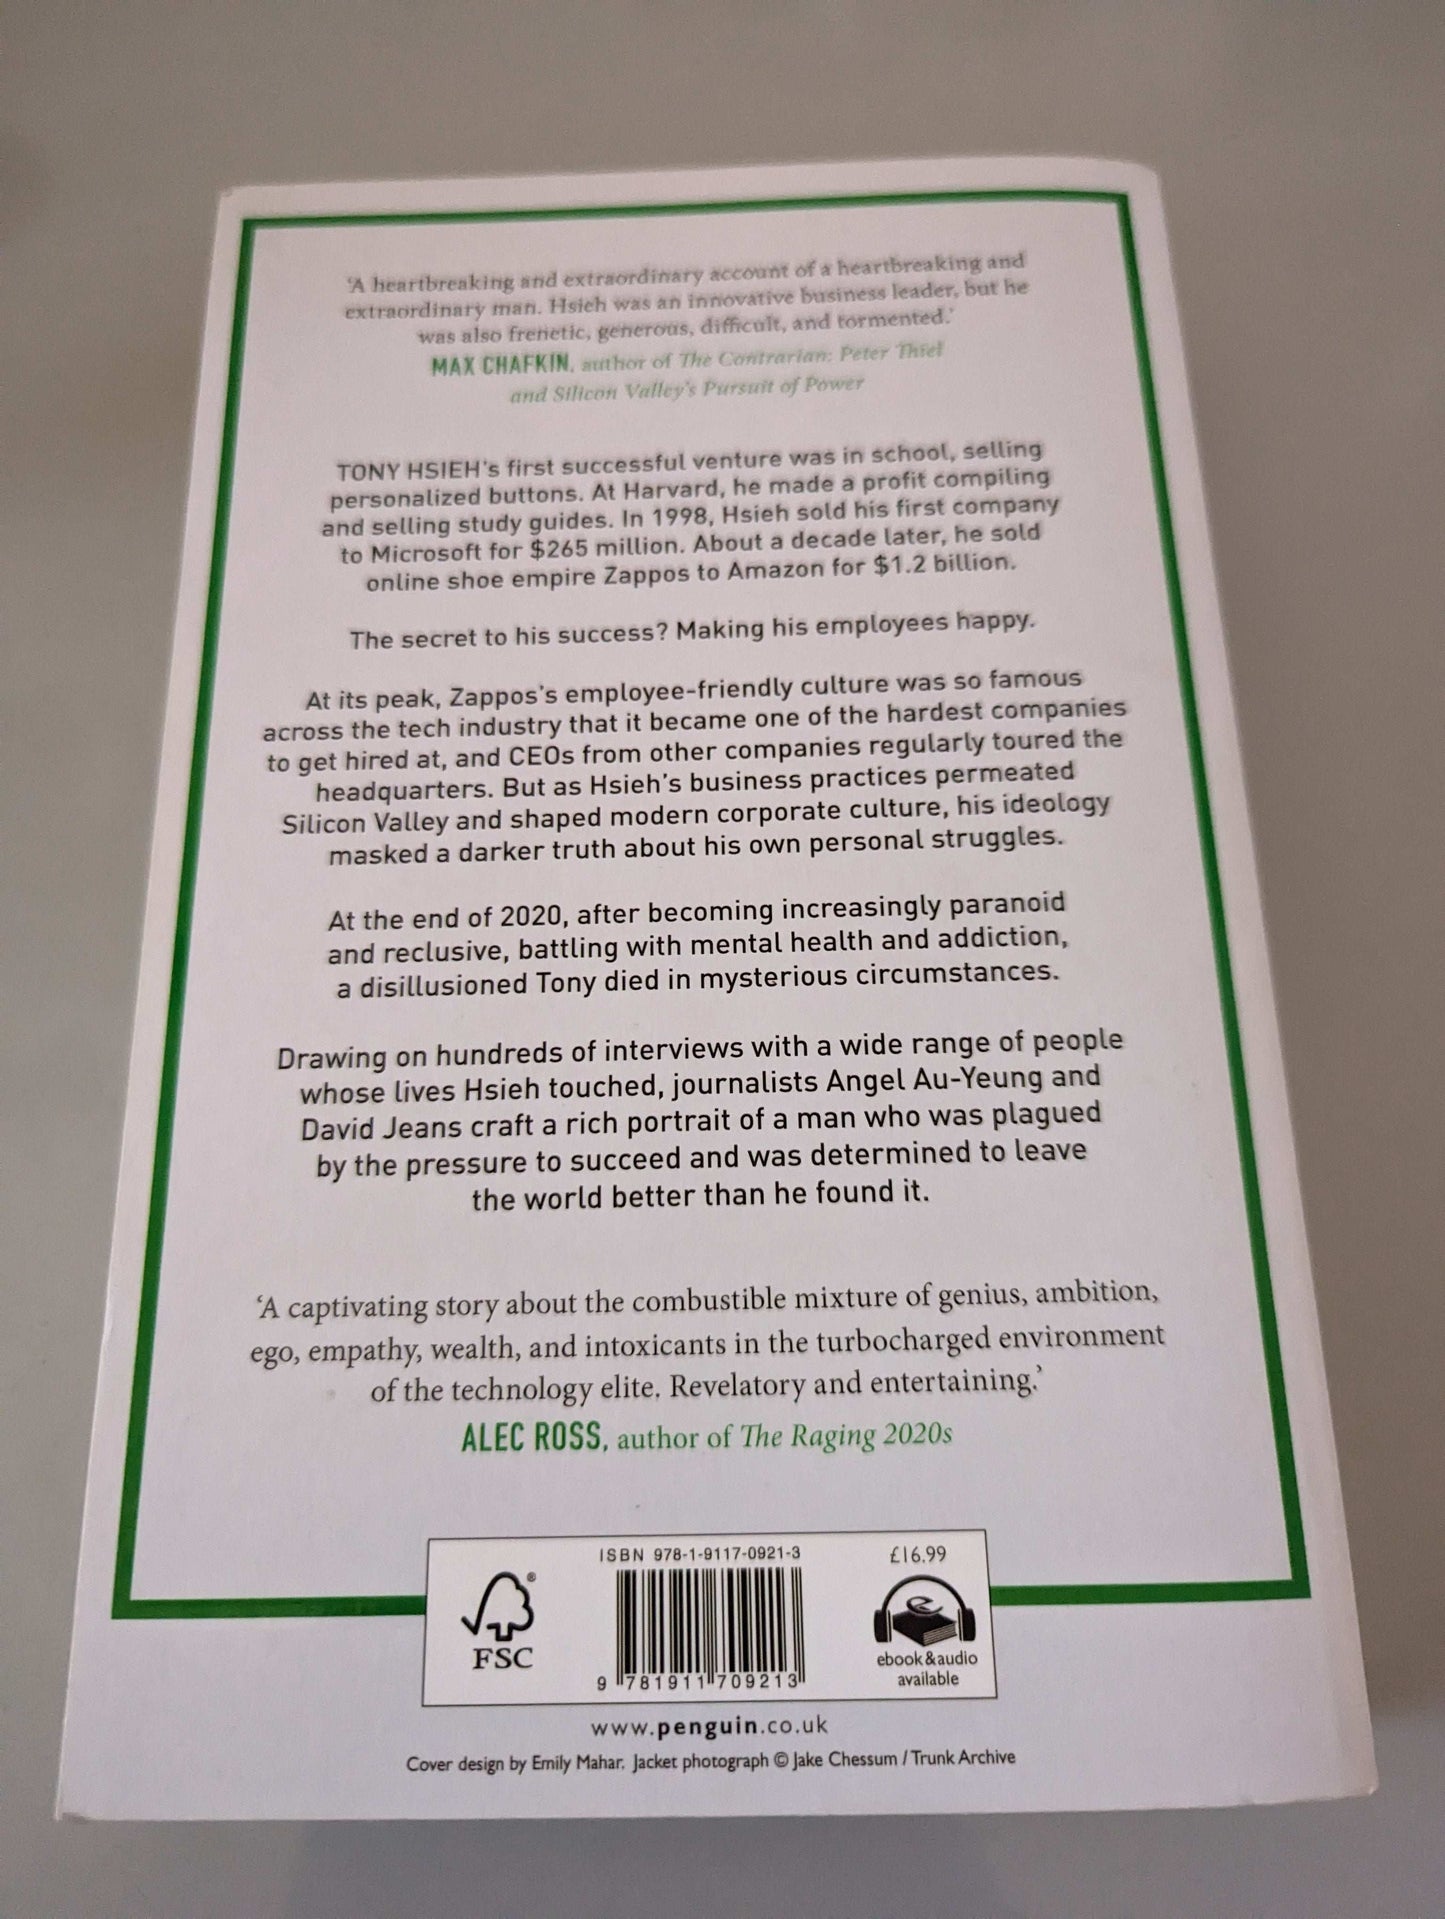 ‘A heartbreaking and extraordinary account of a heartbreaking and
extraordinary man. Hsieh was an innovative business leader, but he
was also frenetic, generous, difficult, and tormented.’
MAX CHAFKIN, author of The Contrarian: Peter Thiel
and Silicon Valley’s Pursuit of Power
TONY HSIEH’s first successful venture was in school, selling
personalized buttons. At Harvard, he made a profit compiling
and selling study guides. In 1998, Hsieh sold his first company
to Microsoft for $265 million. About a decade later, he sold
online shoe empire Zappos to Amazon for $1.2 billion.
The secret to his success? Making his employees happy.
At its peak, Zappos’s employee-friendly culture was so famous
across the tech industry that it became one of the hardest companies
to get hired at, and CEOs from other companies regularly toured the
headquarters. But as Hsieh’s business practices permeated
Silicon Valley and shaped modern corporate culture, his ideology
masked a darker truth about his own personal struggles.
At the end of 2020, after becoming increasingly paranoid
and reclusive, battling with mental health and addiction,
a disillusioned Tony died in mysterious circumstances.
Drawing on hundreds of interviews with a wide range of people
whose lives Hsieh touched, journalists Angel Au-Yeung and
David Jeans craft a rich portrait of a man who was plagued
by the pressure to succeed and was determined to leave
the world better than he found it.
‘A captivating story about the combustible mixture of genius, ambition,
ego, empathy, wealth, and intoxicants in the turbocharged environment
of the technology elite. Revelatory and entertaining.’
ALEC ROSS, author of The Raging 2020s
ISBN 978-1-9117-0921-3
£16.99
®
FSC
9 781911 709213
ebook & audio
available
www.penguin.co.uk
Cover design by Emily Mahar. Jacket photograph © Jake Chessum / Trunk Archive